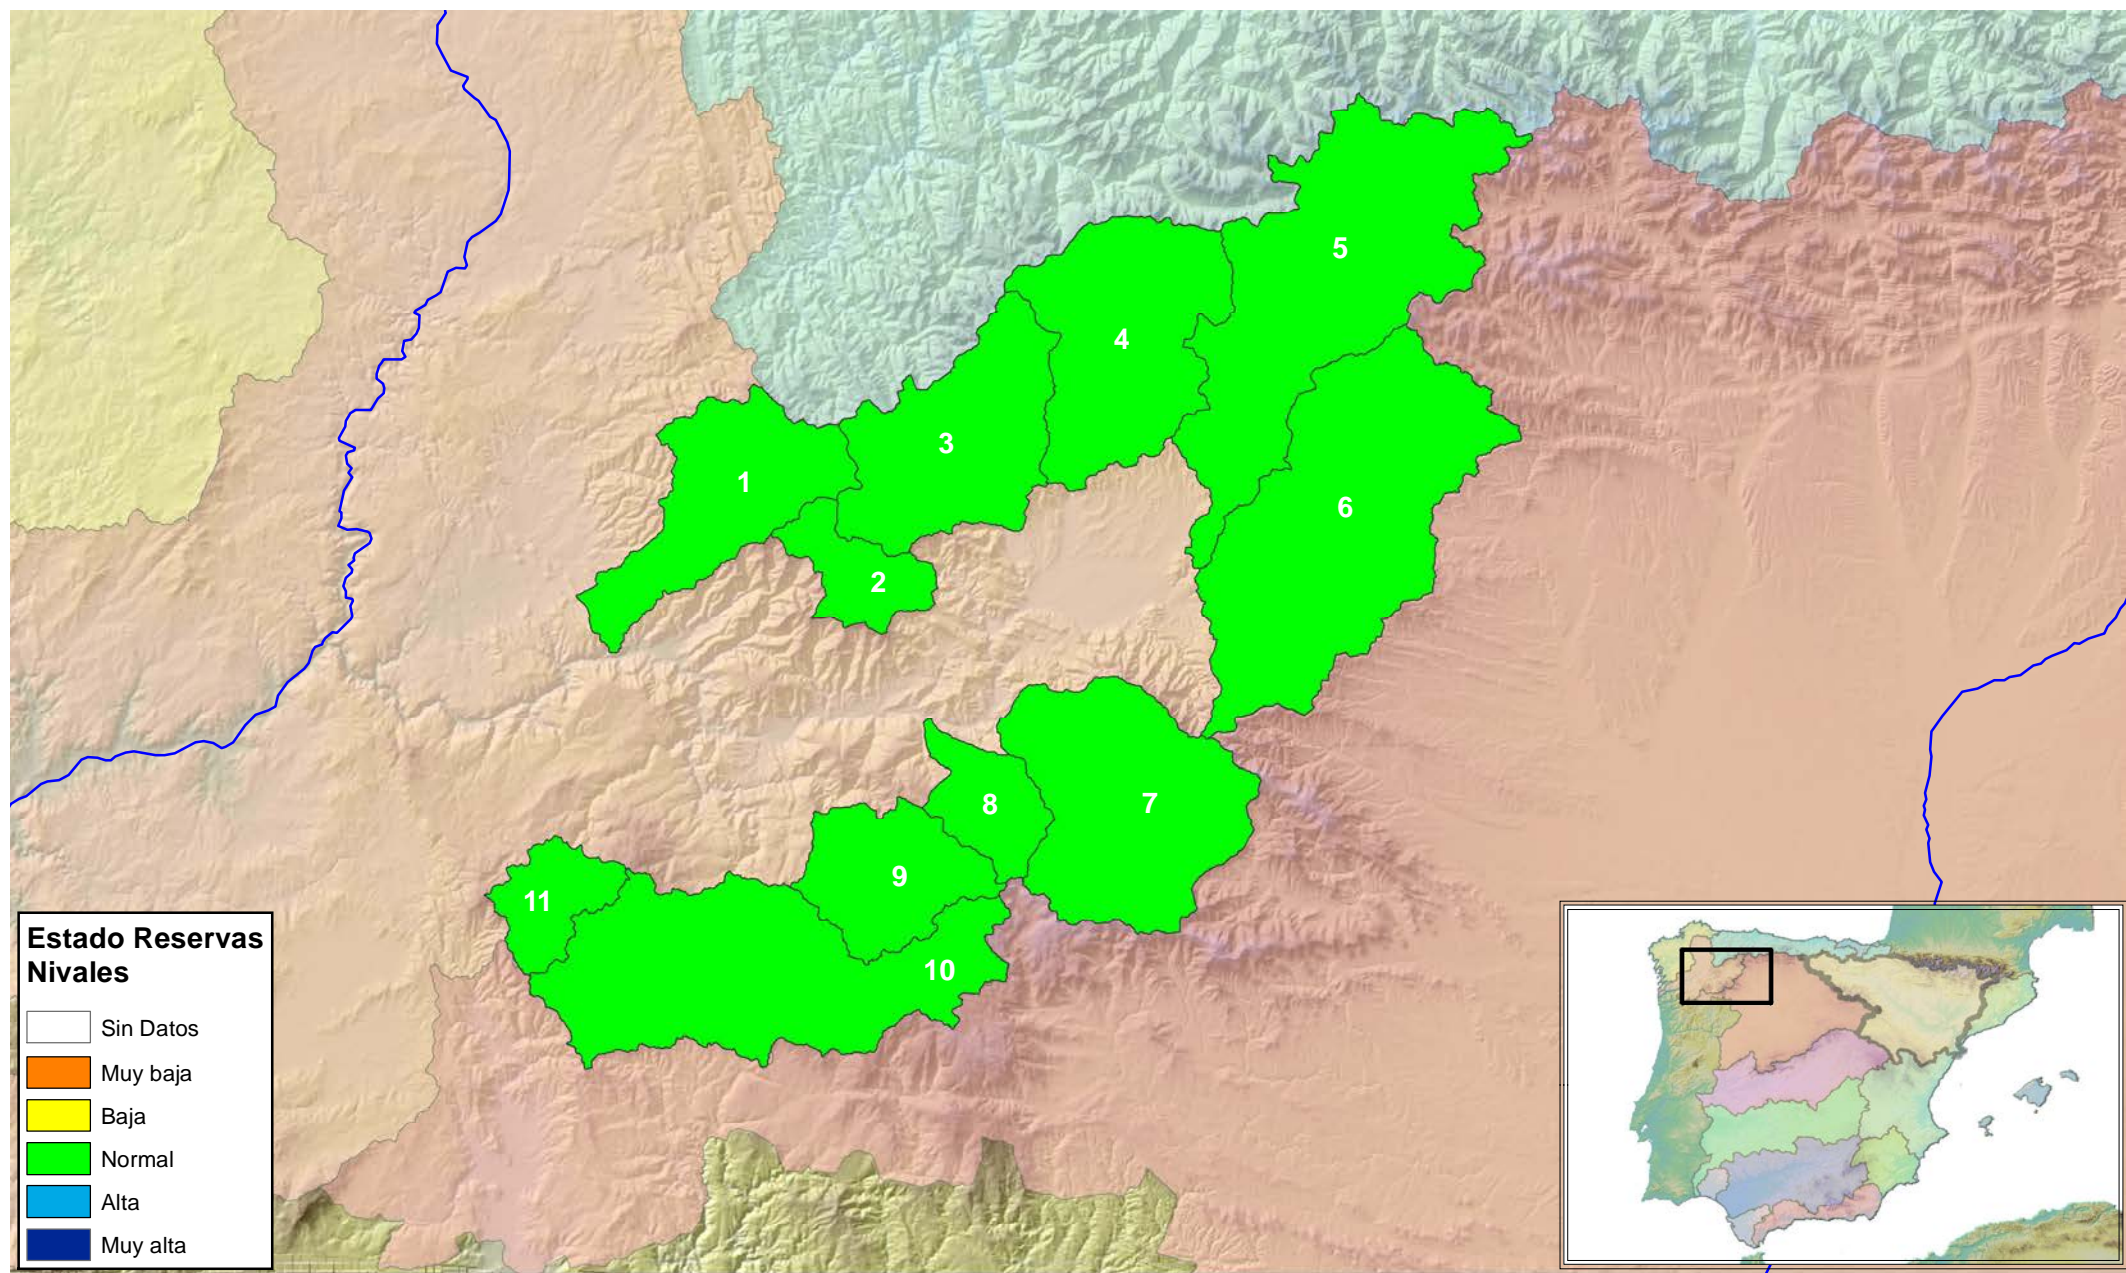 5
4
3
1
6
2
8
7
9
11
10
Estado Reservas
Nivales
Sin Datos
Muy baja
Baja
Normal
Alta
Muy alta